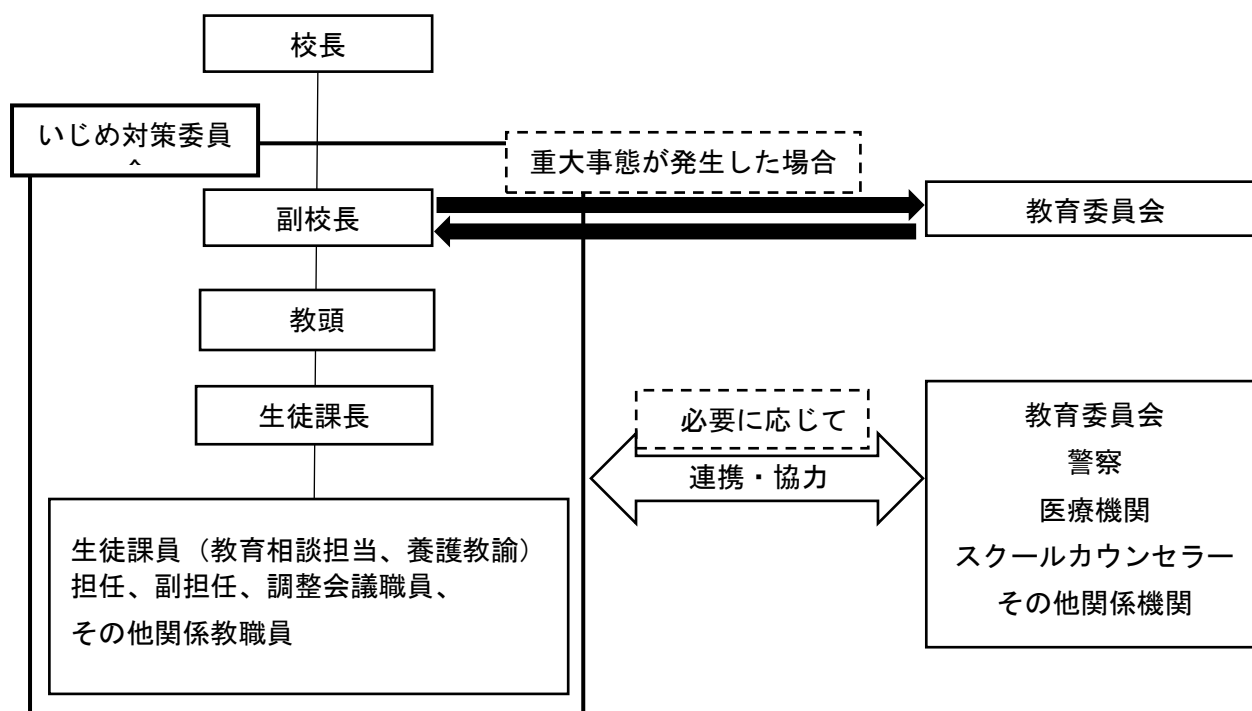 校長
いじめ対策委員
重大事態が発生した場合
副校長
教育委員会
教頭
生徒課長
必要に応じて
連携・協力
教育委員会
警察
医療機関
スクールカウンセラー
その他関係機関
生徒課員（教育相談担当、養護教諭）
担任、副担任、調整会議職員、
その他関係教職員